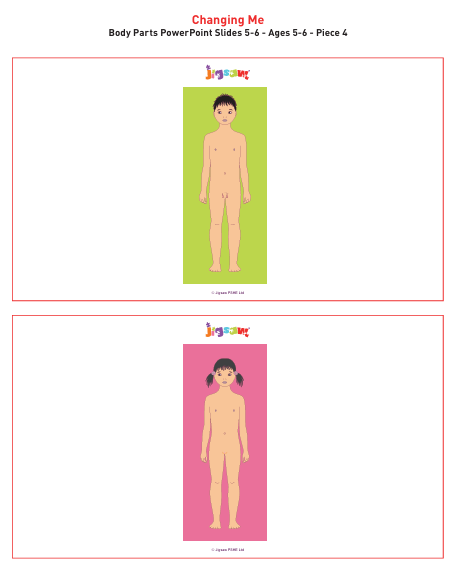 Changing Me
Body Parts PowerPoint Slides 5-6 - Ages 5-6 - Piece 4
Jigsaw
© Jigsaw PSHE Ltd
Jigsaw
© Jigsaw PSHE Ltd